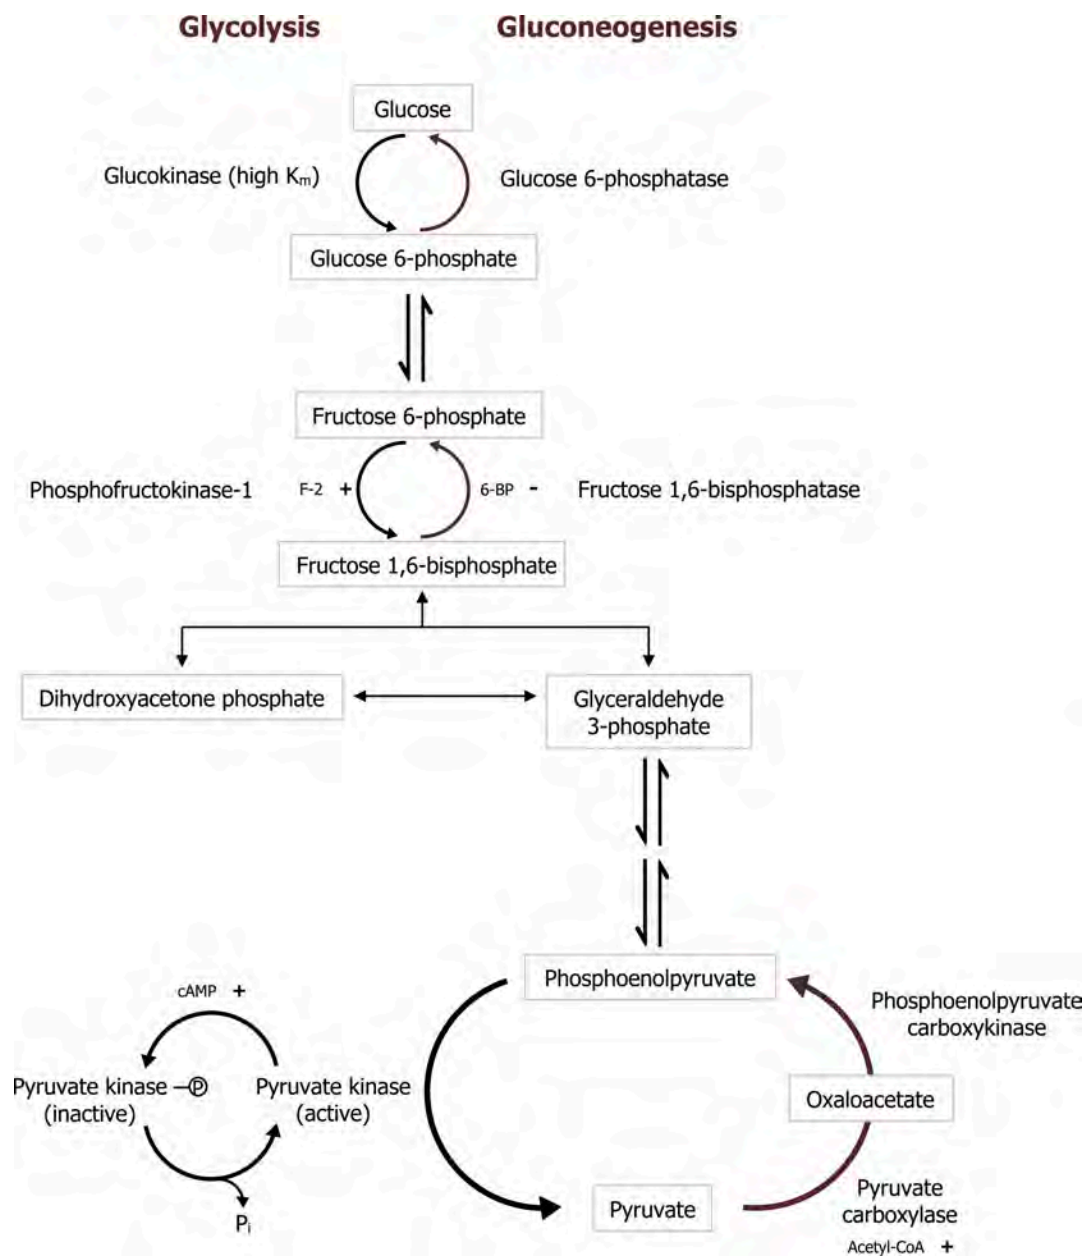 Glycolysis
Gluconeogenesis
Glucose
Glucokinase (high Km)
Glucose 6-phosphatase
Glucose 6-phosphate
Fructose 6-phosphate
Phosphofructokinase-1
F-2 +
6-BP -
Fructose 1,6-bisphosphatase
Fructose 1,6-bisphosphate
Dihydroxyacetone phosphate
Glyceraldehyde
3-phosphate
Phosphoenolpyruvate
cAMP +
Phosphoenolpyruvate
carboxykinase
Pyruvate kinase
(inactive)
P
Pyruvate kinase
(active)
Oxaloacetate
Pi
Pyruvate
Pyruvate
carboxylase
Acetyl-CoA +